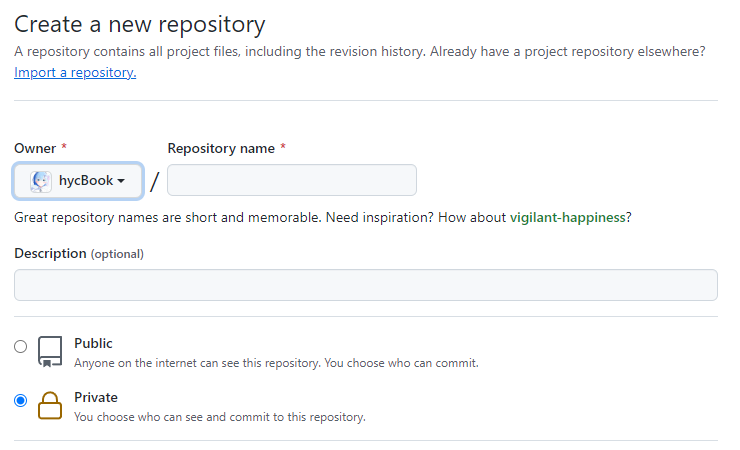 Create a new repository
A repository contains all project files, including the revision history. Already have a project repository elsewhere?
Import a repository.
Owner * Repository name *
hycBook /
Great repository names are short and memorable. Need inspiration? How about vigilant-happiness?
Description (optional)
Public
Anyone on the internet can see this repository. You choose who can commit.
Private
You choose who can see and commit to this repository.